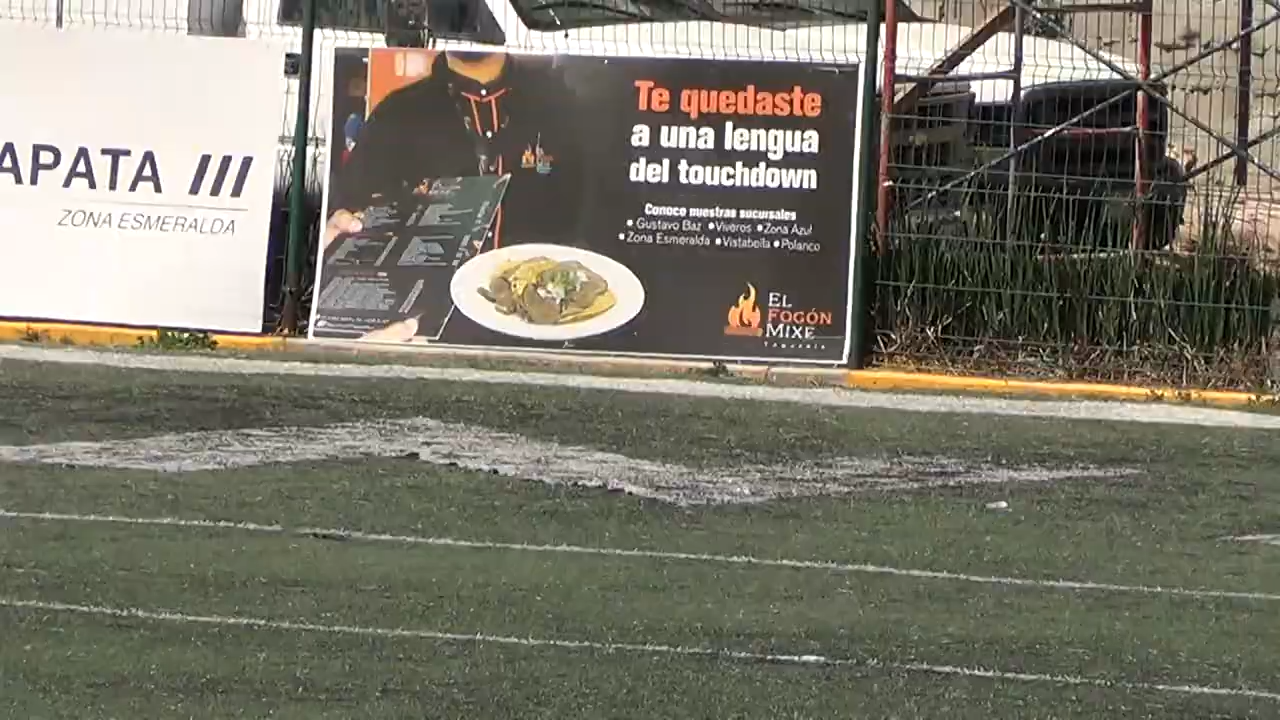 APATA
ZONA ESMERALDA
Te quedaste
a una lengua
del touchdown
Conoce nuestras sucursales
• Gustavo Baz • Viveros • Zona Azul
• Zona Esmeralda • Vistabella • Polanco
EL
FOGÓN
MIXE
TAQUERÍA